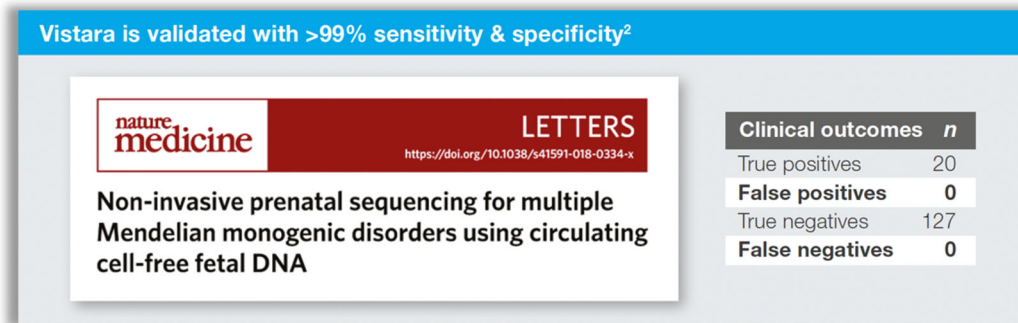 Vistara is validated with >99% sensitivity & specificity²
nature
medicine
LETTERS
https://doi.org/10.1038/s41591-018-0334-x
Non-invasive prenatal sequencing for multiple
Mendelian monogenic disorders using circulating
cell-free fetal DNA
Clinical outcomes n
True positives 20
False positives 0
True negatives 127
False negatives 0